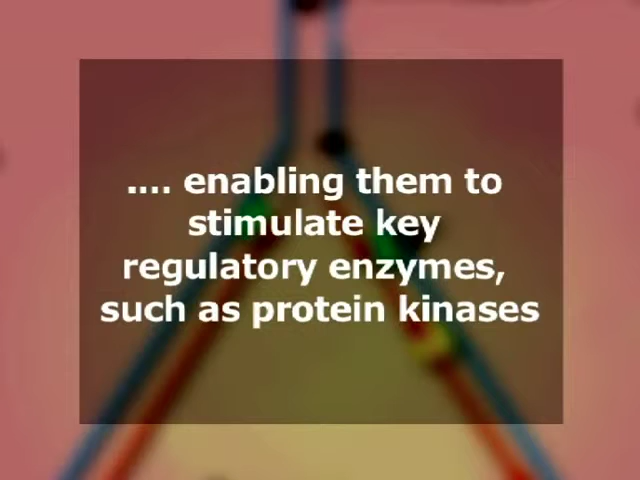 .... enabling them to
stimulate key
regulatory enzymes,
such as protein kinases